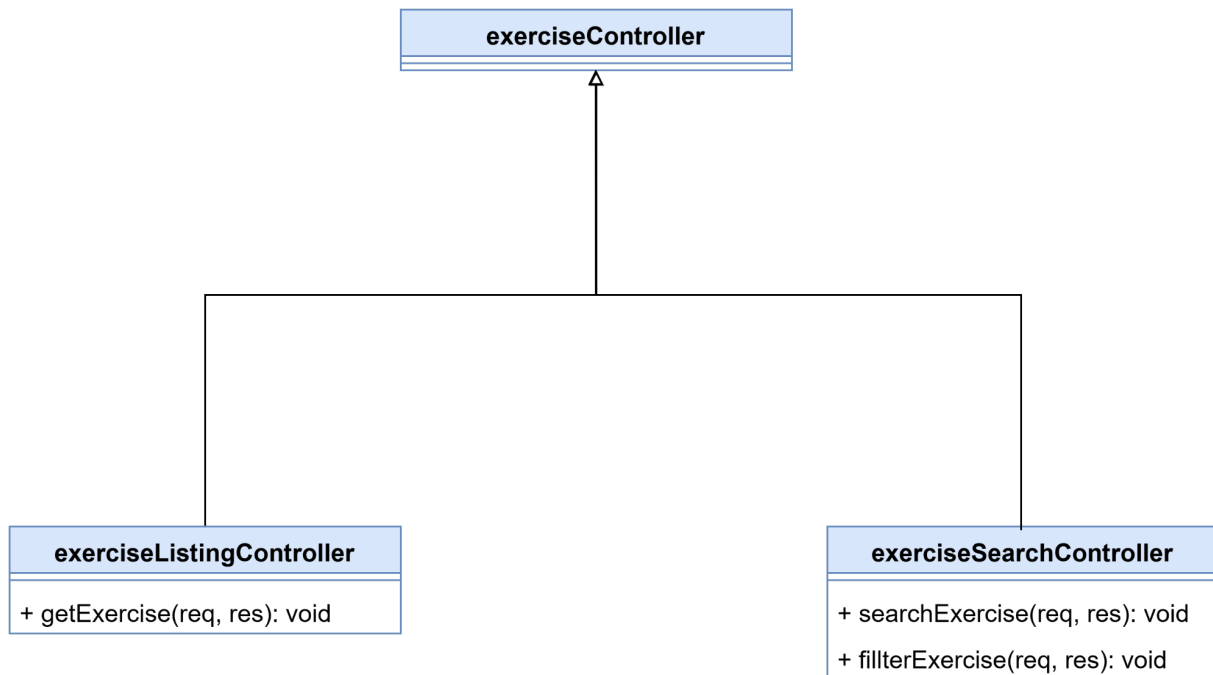 exerciseController
exerciseListingController
+ getExercise(req, res): void
exerciseSearchController
+ searchExercise(req, res): void
+ fillterExercise(req, res): void